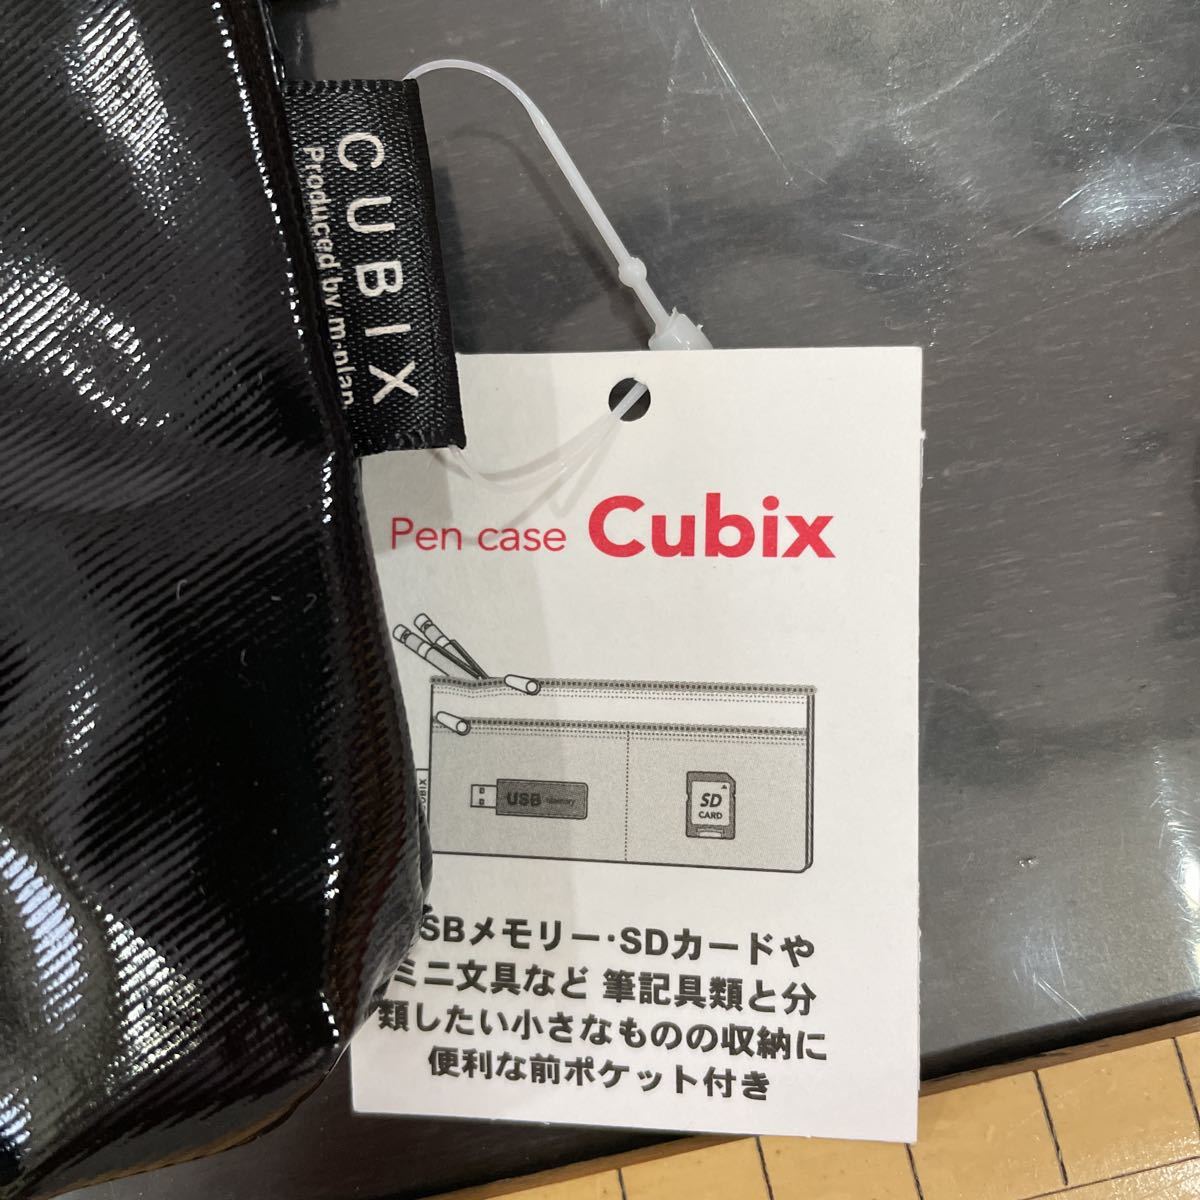 CUBIX
Produced by m.plan
Pen case Cubix
CUBIX
USB Memory
SD
CARD
SBメモリー・SDカードや
ミニ文具など 筆記具類と分
類したい小さなものの収納に
便利な前ポケット付き